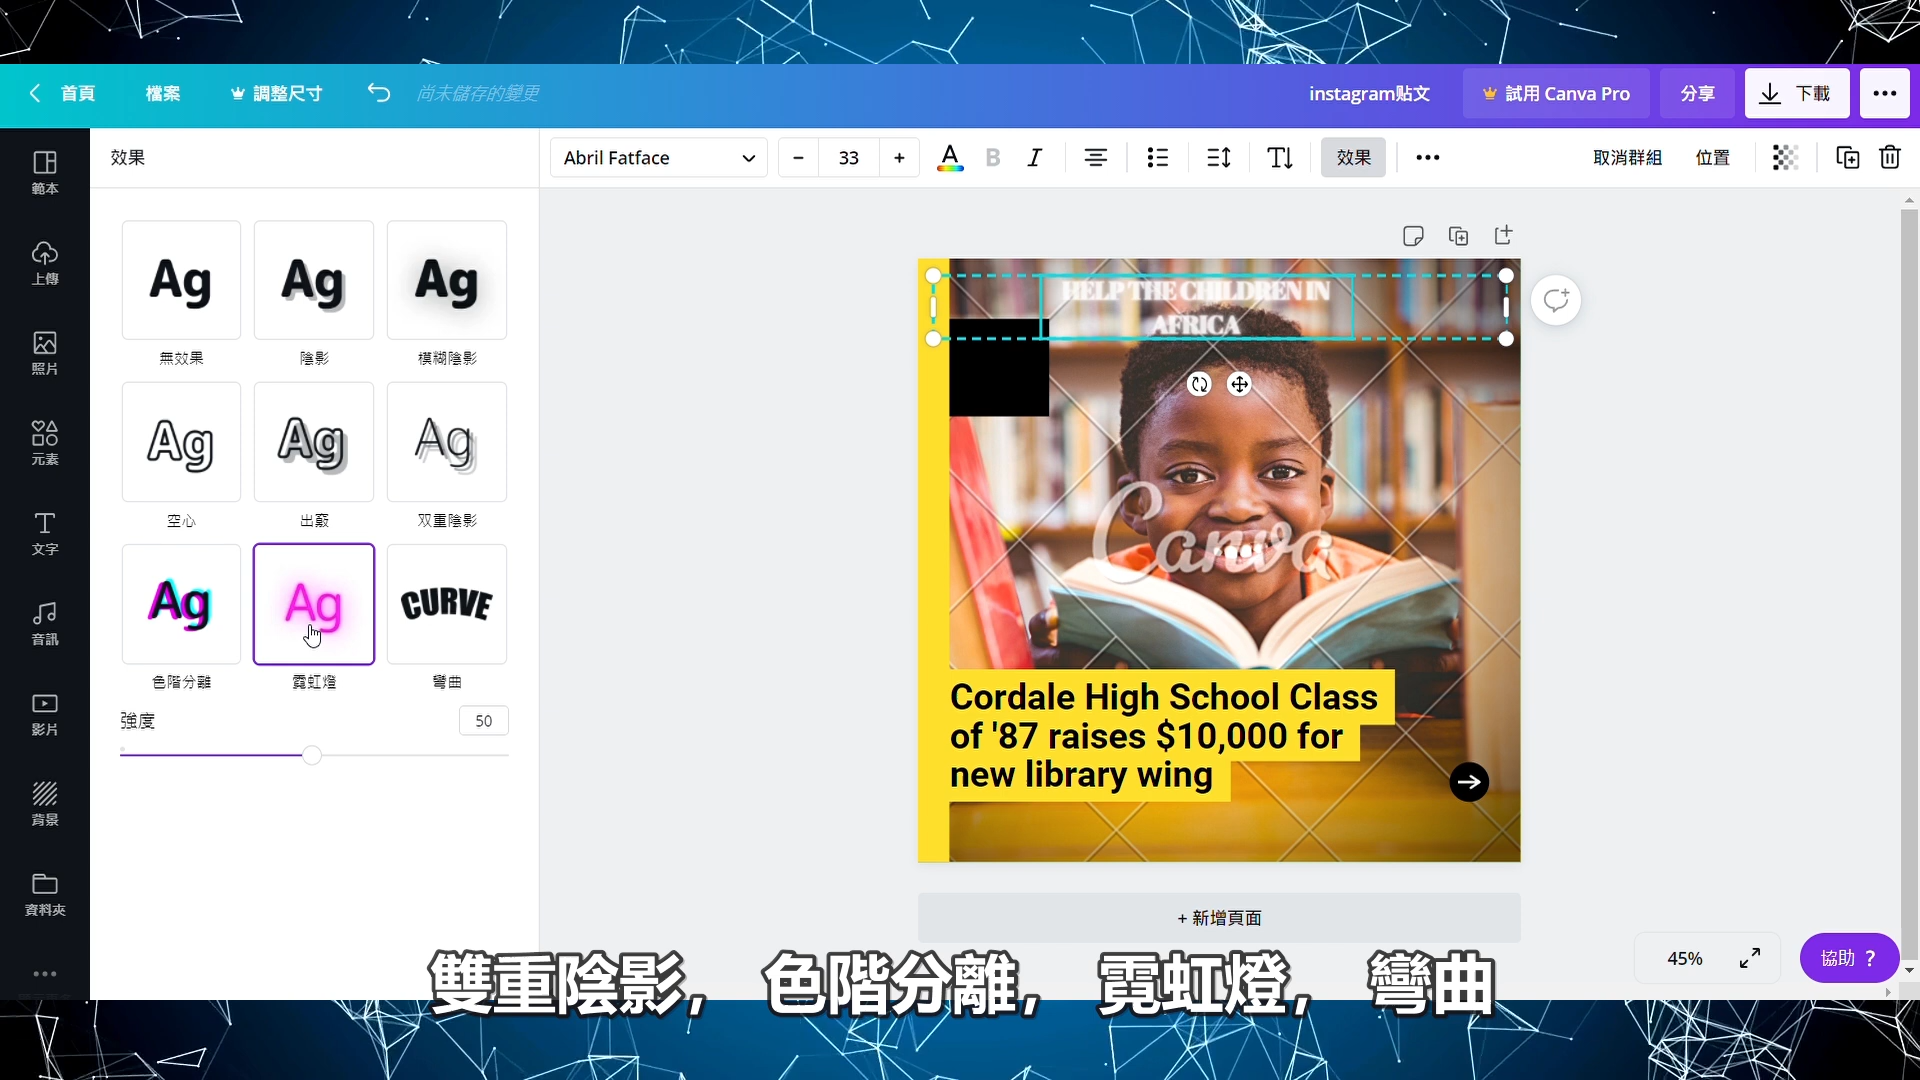 首頁
檔案
調整尺寸
尚未儲存的變更
instagram貼文
試用 Canva Pro
分享
下載
效果
Abril Fatface
33
A
B
I
效果
取消群組
位置
範本
上傳
照片
元素
文字
音訊
影片
背景
資料夾
Ag
Ag
Ag
無效果
陰影
模糊陰影
Ag
Ag
Ag
空心
出竅
双重陰影
Ag
Ag
CURVE
色階分離
霓虹燈
彎曲
強度
50
HELP THE CHILDREN IN
AFRICA
Canva
Cordale High School Class
of '87 raises $10,000 for
new library wing
+ 新增頁面
45%
協助 ?
雙重陰影, 色階分離, 霓虹燈, 彎曲